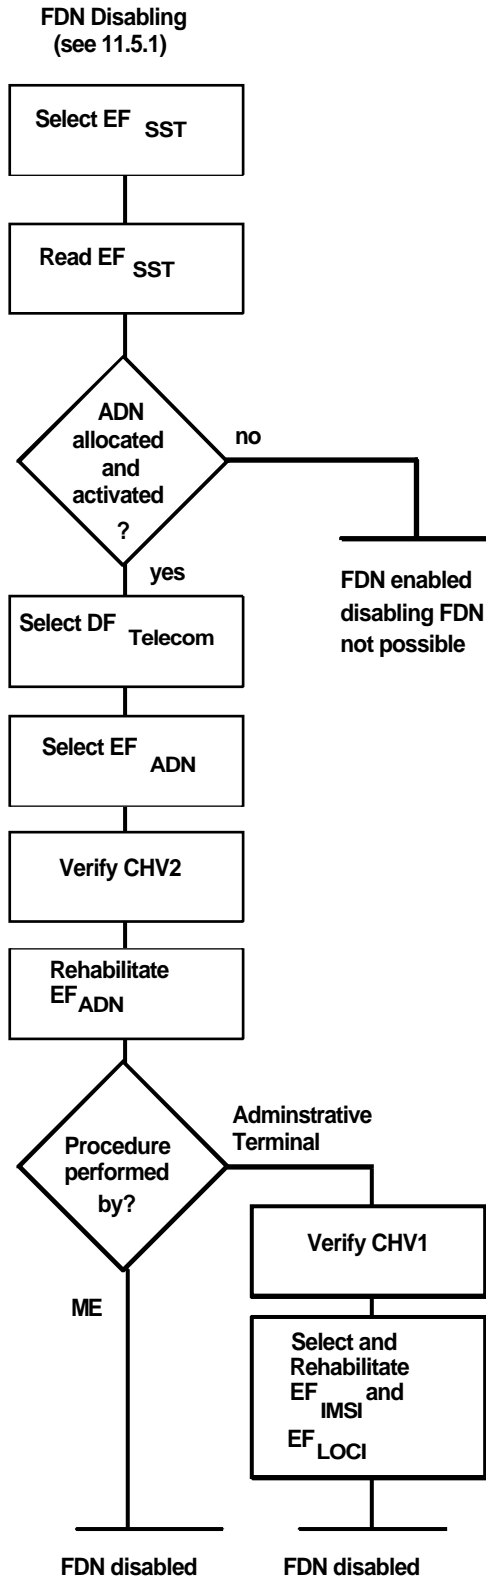 FDN Disabling
(see 11.5.1)
Select EF SST
Read EF SST
ADN
allocated
and
activated
?
no
yes
FDN enabled
disabling FDN
not possible
Select DF Telecom
Select EF ADN
Verify CHV2
Rehabilitate
EF ADN
Procedure
performed
by?
Adminstrative
Terminal
Verify CHV1
ME
Select and
Rehabilitate
EF IMSI and
EF LOCI
FDN disabled
FDN disabled